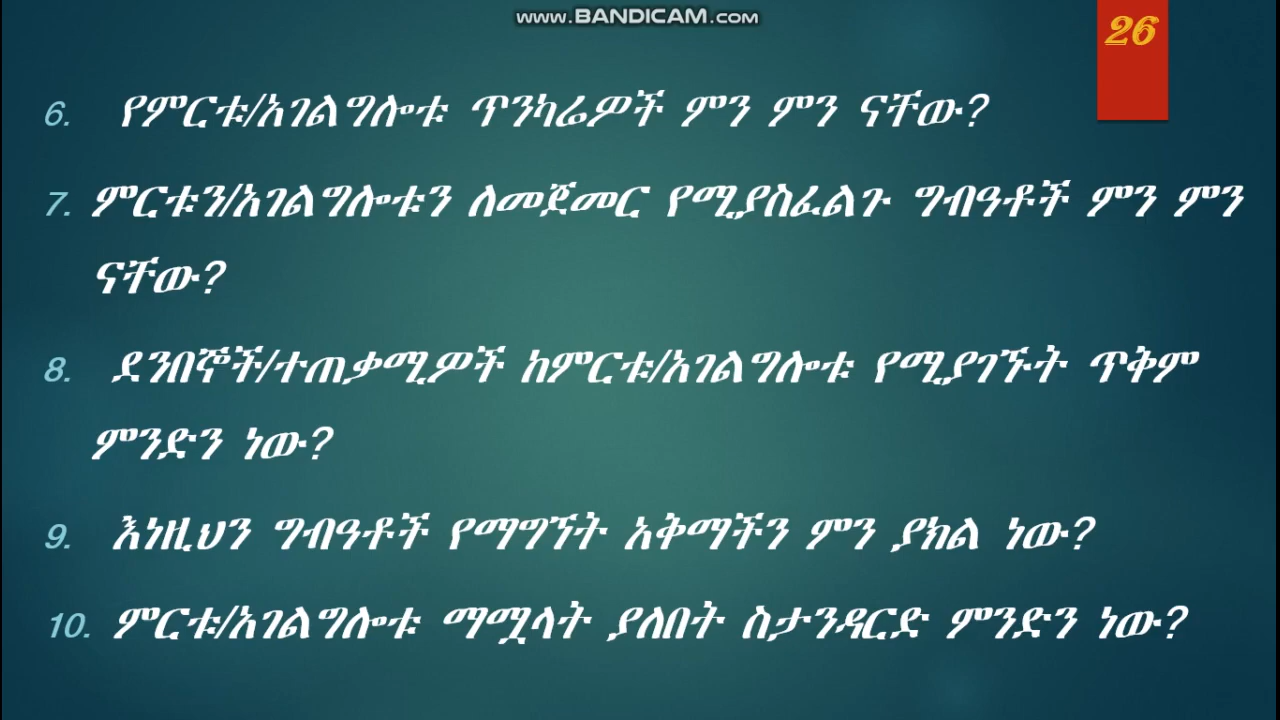 www.BANDICAM.com
26
6. የምርቱ/አገልግሎቱ ጥንካሬዎች ምን ምን ናቸው?
7. ምርቱን/አገልግሎቱን ለመጀመር የሚያስፈልጉ ግብዓቶች ምን ምን
ናቸው?
8. ደንበኞች/ተጠቃሚዎች ከምርቱ/አገልግሎቱ የሚያገኙት ጥቅም
ምንድን ነው?
9. እነዚህን ግብዓቶች የማግኘት አቅማችን ምን ያክል ነው?
10. ምርቱ/አገልግሎቱ ማሟላት ያለበት ስታንዳርድ ምንድን ነው?